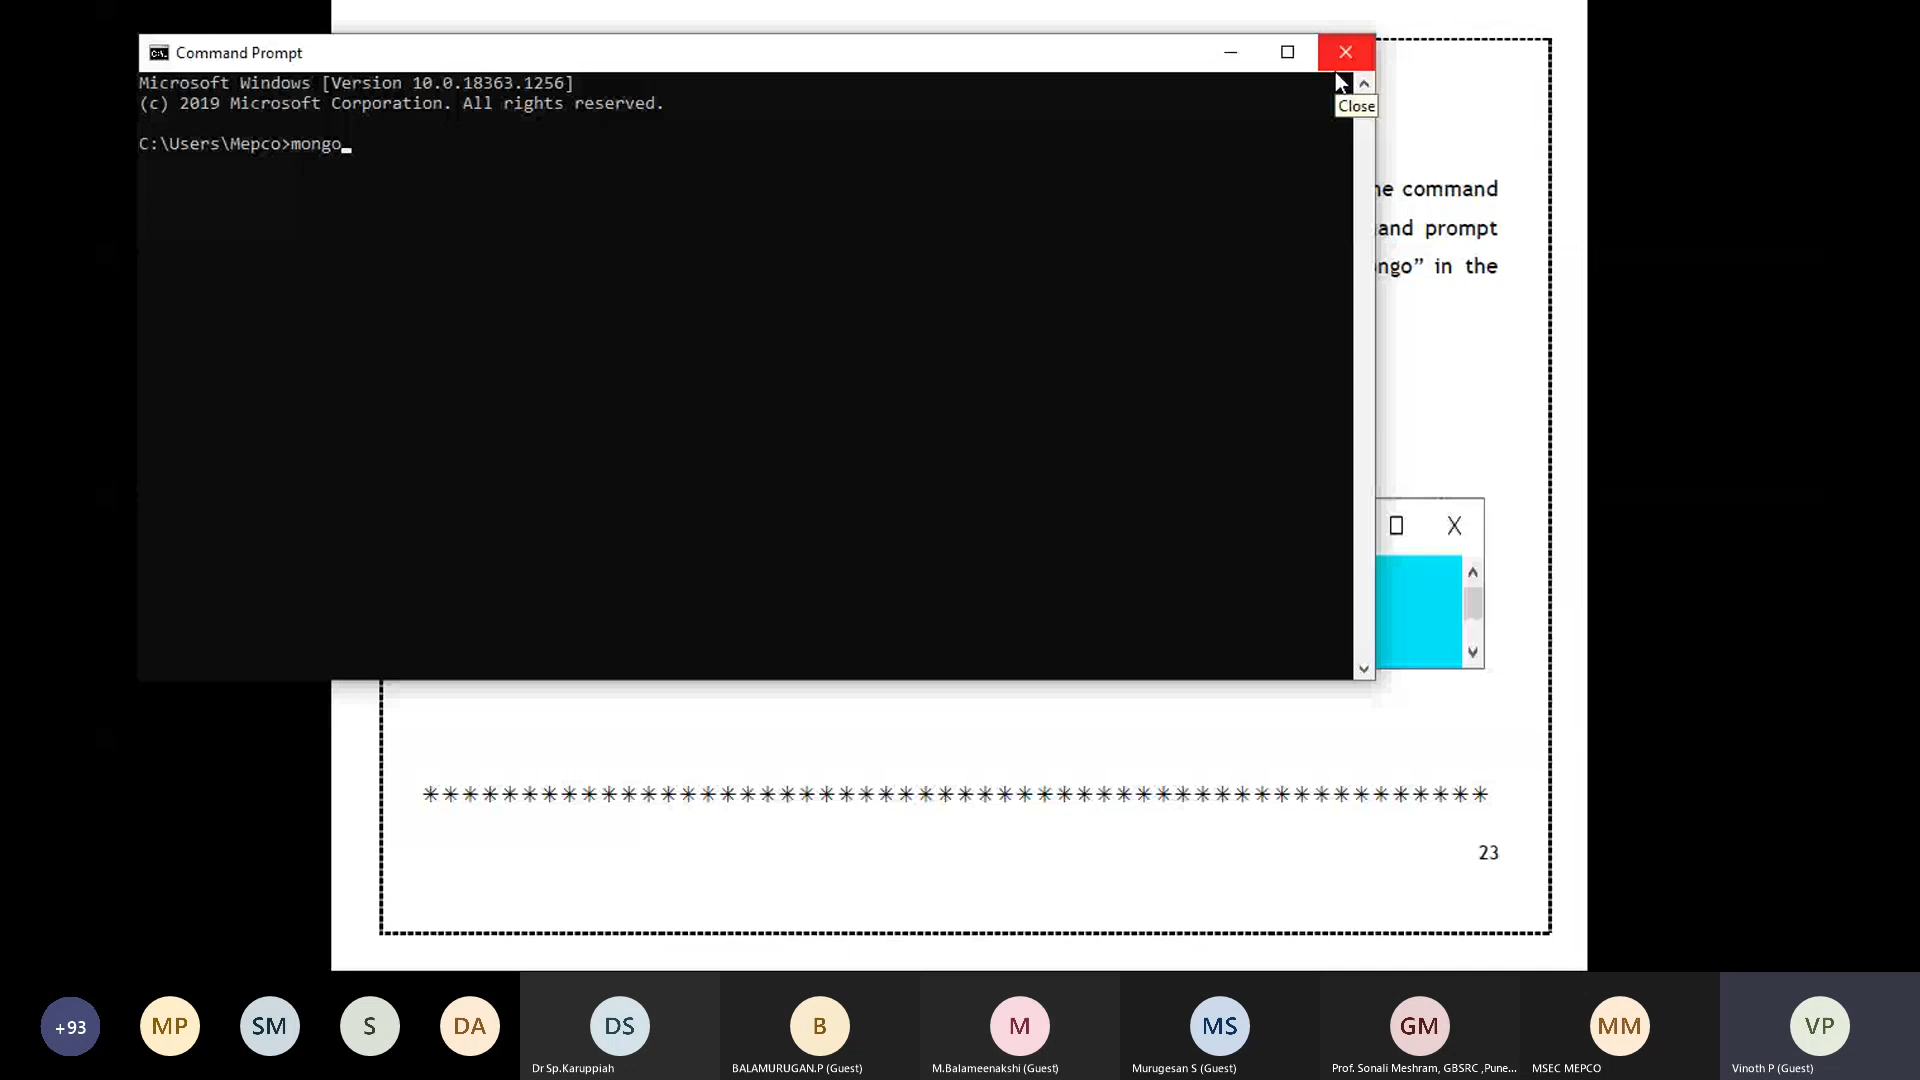 Command Prompt
Microsoft Windows [Version 10.0.18363.1256]
(c) 2019 Microsoft Corporation. All rights reserved.
Close
C:\Users\Mepco>mongo
command
prompt
in the
***************************************************
23
+93
MP
SM
S
DA
DS
B
M
MS
GM
MM
VP
Dr Sp.Karuppiah
BALAMURUGAN.P (Guest)
M.Balameenakshi (Guest)
Murugesan S (Guest)
Prof. Sonali Meshram, GBSRC ,Pune...
MSEC MEPCO
Vinoth P (Guest)